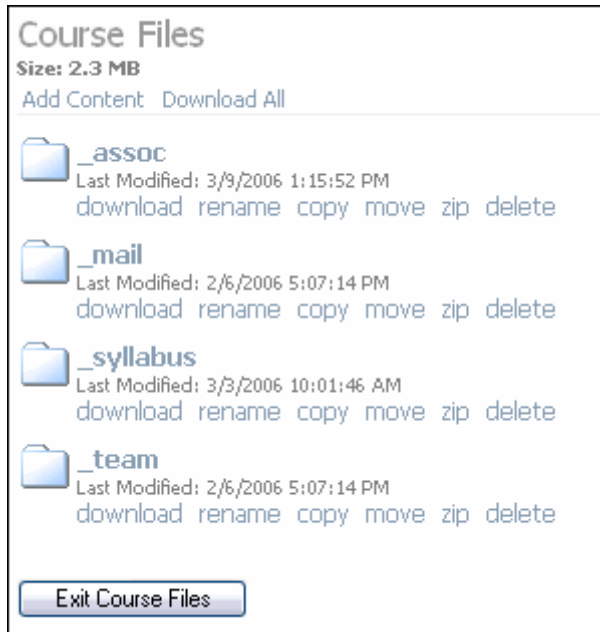 Course Files
Size: 2.3 MB
Add Content Download All
_assoc
Last Modified: 3/9/2006 1:15:52 PM
download rename copy move zip delete
_mail
Last Modified: 2/6/2006 5:07:14 PM
download rename copy move zip delete
_syllabus
Last Modified: 3/3/2006 10:01:46 AM
download rename copy move zip delete
_team
Last Modified: 2/6/2006 5:07:14 PM
download rename copy move zip delete
Exit Course Files